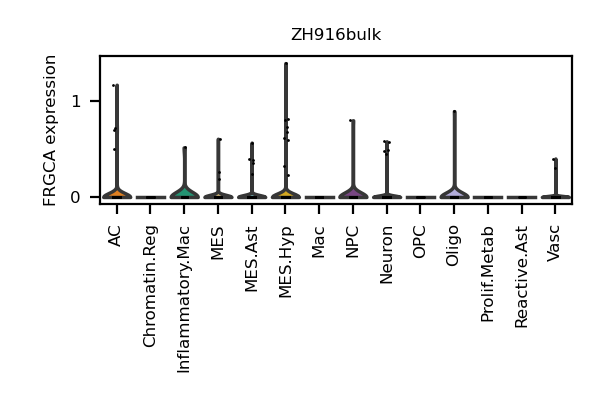 ZH916bulk
FRGCA expression
1
0
AC
Chromatin.Reg
Inflammatory.Mac
MES
MES.Ast
MES.Hyp
Mac
NPC
Neuron
OPC
Oligo
Prolif.Metab
Reactive.Ast
Vasc